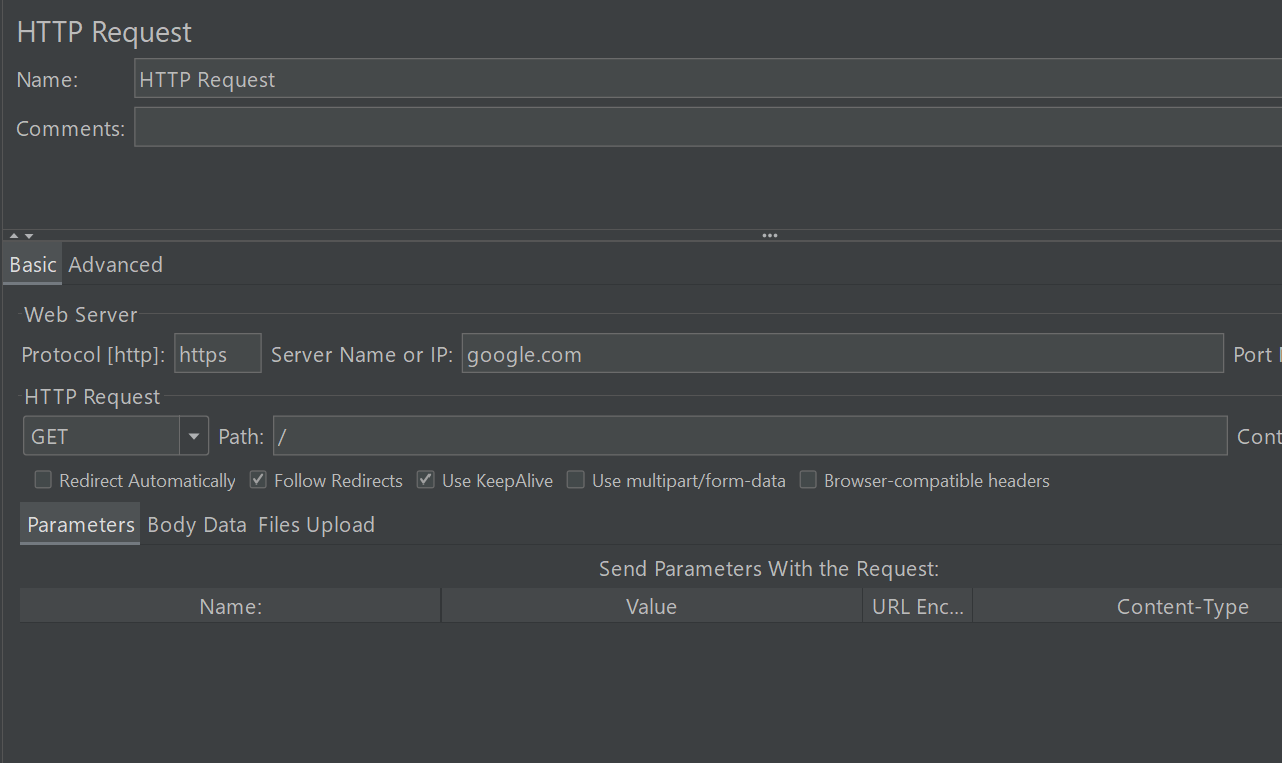 HTTP Request
Name: HTTP Request
Comments:
Basic Advanced
Web Server
Protocol [http]: https Server Name or IP: google.com Port
HTTP Request
GET Path: /
Redirect Automatically Follow Redirects Use KeepAlive Use multipart/form-data Browser-compatible headers
Parameters Body Data Files Upload
Send Parameters With the Request:
Name: Value URL Enc... Content-Type